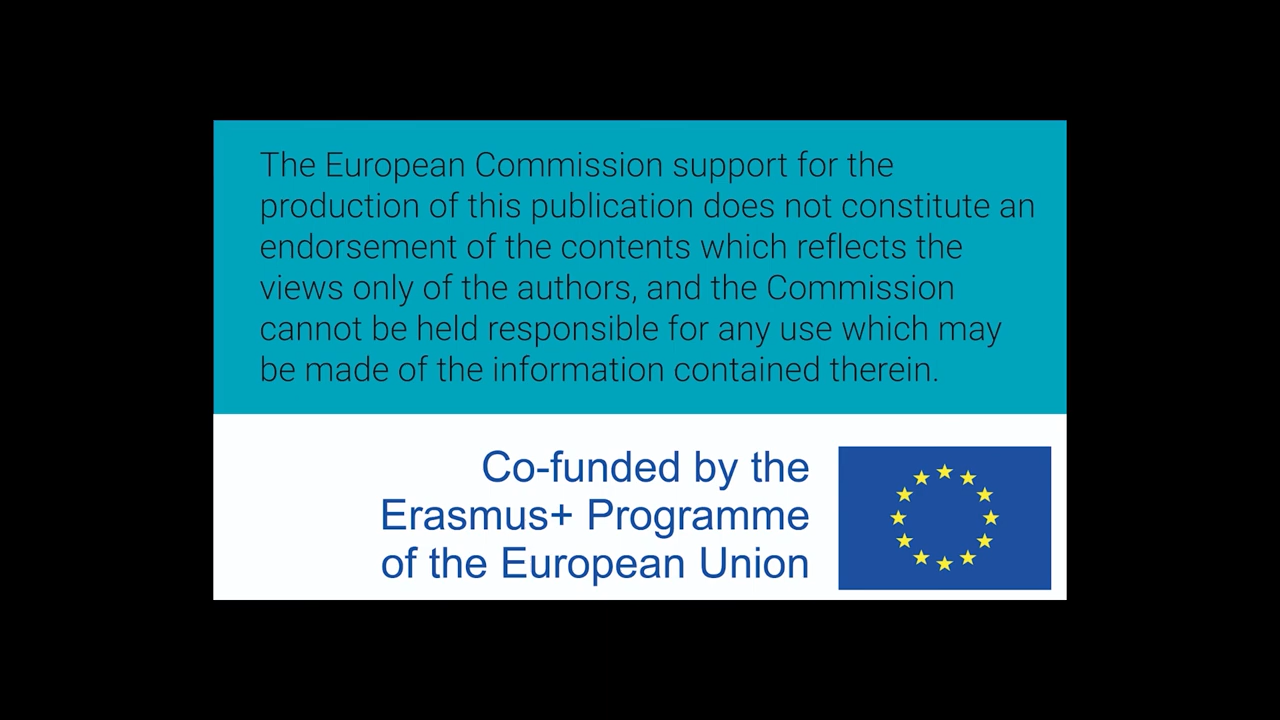 The European Commission support for the
production of this publication does not constitute an
endorsement of the contents which reflects the
views only of the authors, and the Commission
cannot be held responsible for any use which may
be made of the information contained therein.
Co-funded by the
Erasmus+ Programme
of the European Union